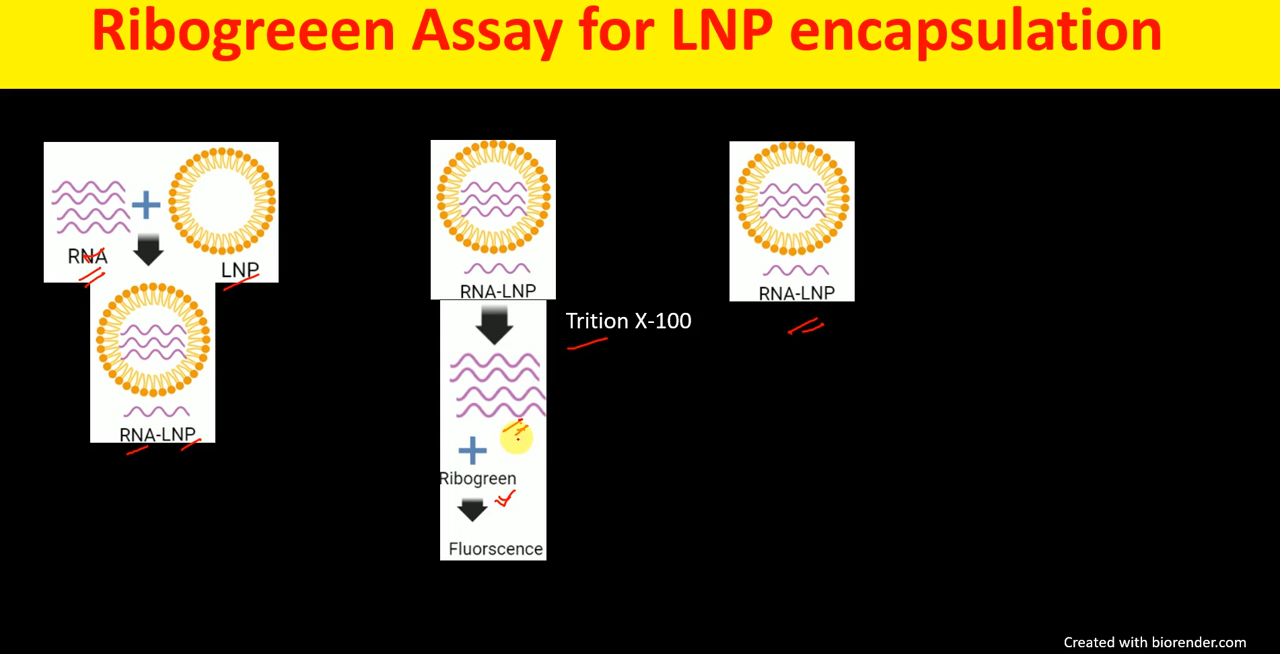 Ribogreeen Assay for LNP encapsulation
RNA
LNP
RNA-LNP
RNA-LNP
Trition X-100
Ribogreen
Fluorscence
RNA-LNP
Created with biorender.com